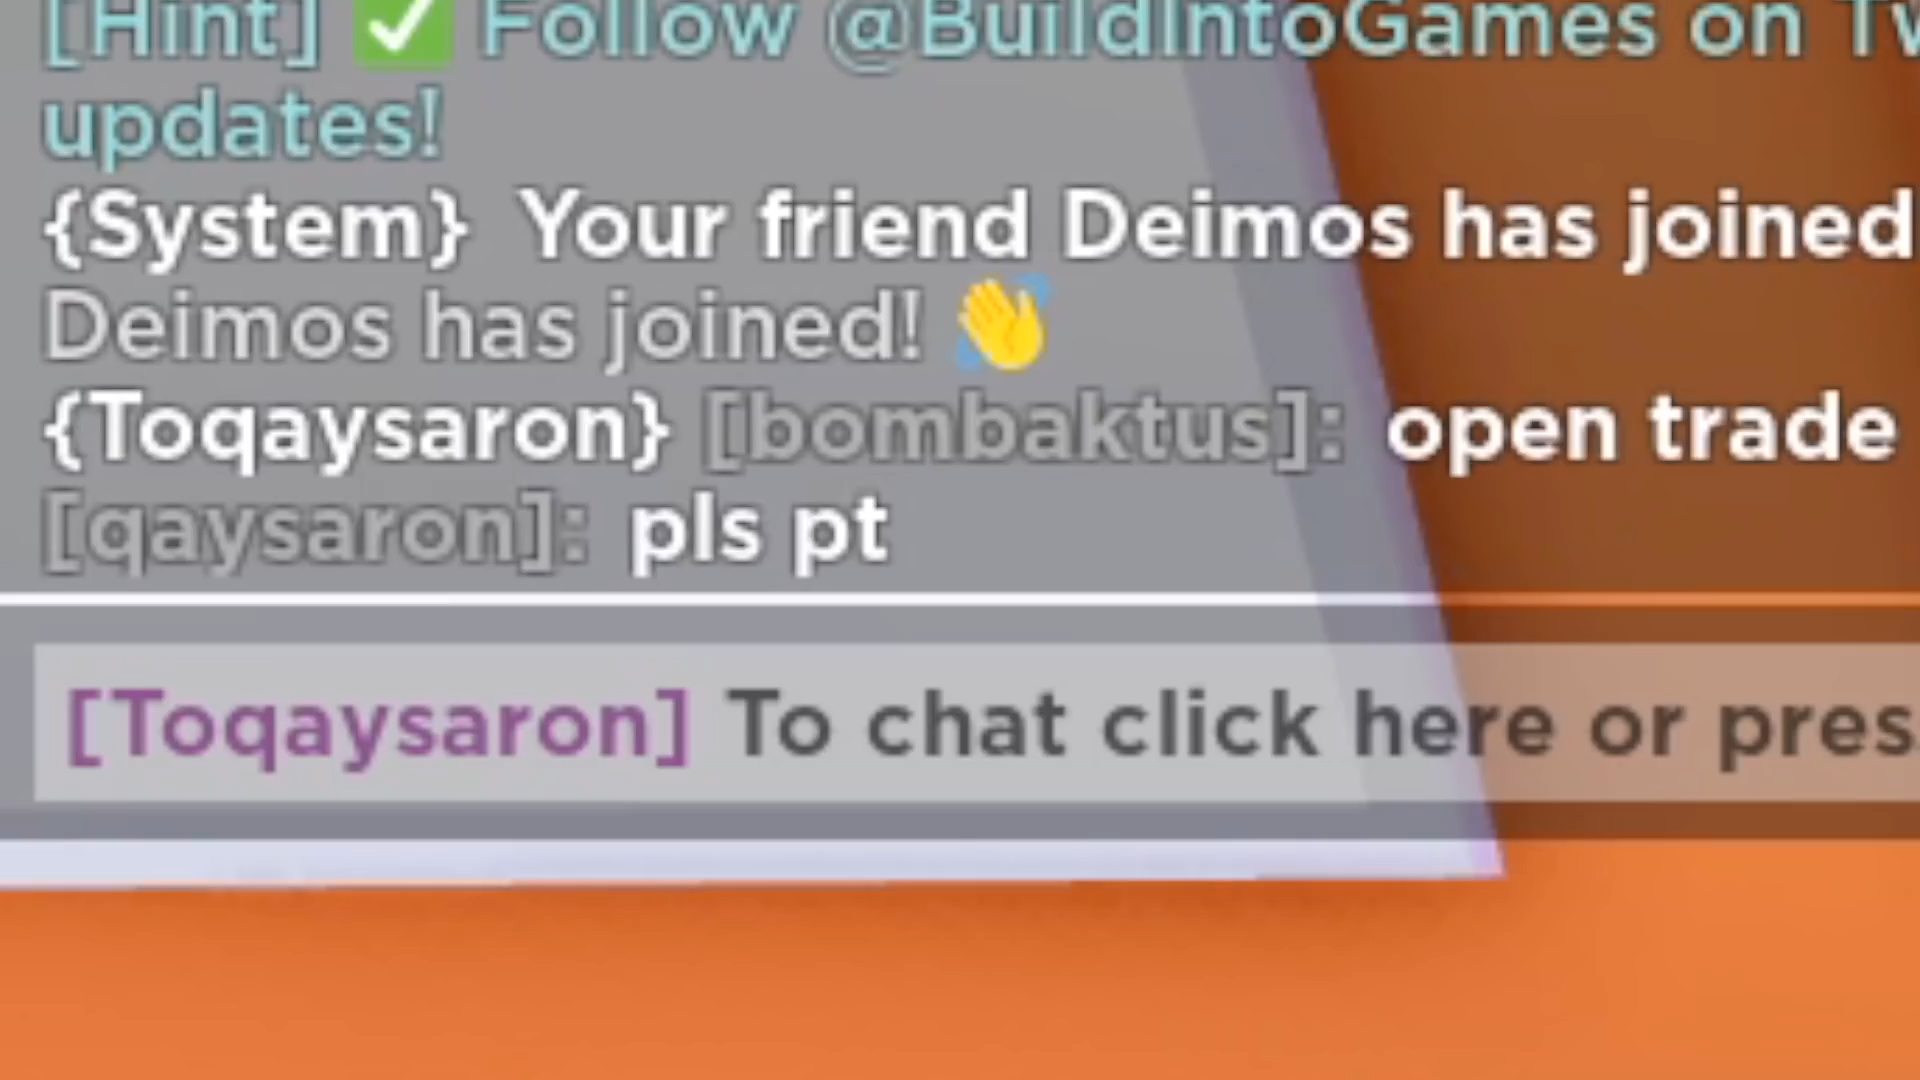 [Hint] ✅ Follow @BuildIntoGames on
updates!
{System} Your friend Deimos has joined
Deimos has joined! 👋
{Toqaysaron} [bombaktus]: open trade
[qaysaron]: pls pt
[Toqaysaron] To chat click here or